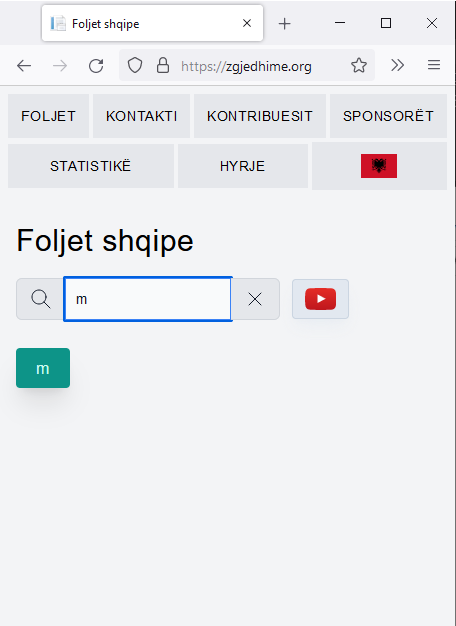 Foljet shqipe
https://zgjedhime.org
FOLJET KONTAKTI KONTRIBUESIT SPONSORËT
STATISTIKË HYRJE
Foljet shqipe
m
m